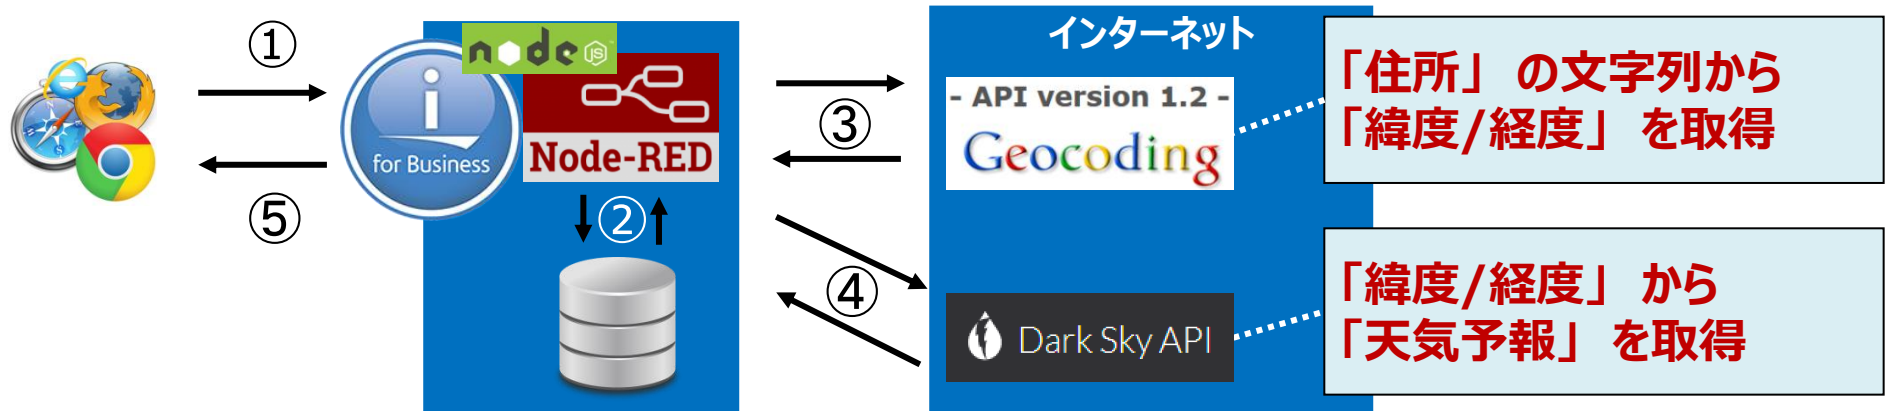 ①
⑤
node
JS
i
for Business
Node-RED
②
③
④
インターネット
- API version 1.2 -
Geocoding
Dark Sky API
「住所」の文字列から
「緯度/経度」を取得
「緯度/経度」から
「天気予報」を取得